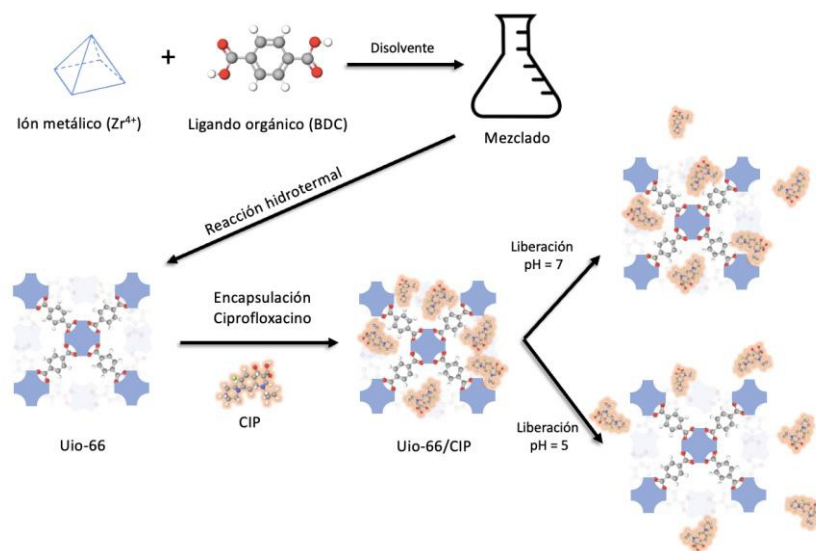 +
Disolvente
Ión metálico (Zr⁴⁺)
Ligando orgánico (BDC)
Mezclado
Reacción hidrotermal
Encapsulación
Ciprofloxacino
CIP
Uio-66
Uio-66/CIP
Liberación
pH = 7
Liberación
pH = 5